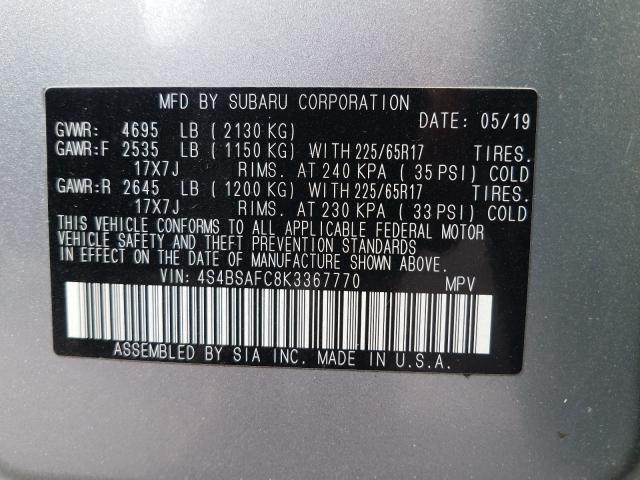 MFD BY SUBARU CORPORATION
DATE: 05/19
GVWR: 4695 LB ( 2130 KG)
GAWR:F 2535 LB ( 1150 KG) WITH 225/65R17 TIRES.
17X7J RIMS. AT 240 KPA ( 35 PSI) COLD
GAWR:R 2645 LB ( 1200 KG) WITH 225/65R17 TIRES.
17X7J RIMS. AT 230 KPA ( 33 PSI) COLD
THIS VEHICLE CONFORMS TO ALL APPLICABLE FEDERAL MOTOR
VEHICLE SAFETY AND THEFT PREVENTION STANDARDS
IN EFFECT ON THE DATE OF MANUFACTURE SHOWN ABOVE.
VIN: 4S4BSAFC8K3367770 MPV
ASSEMBLED BY SIA INC. MADE IN U.S.A.